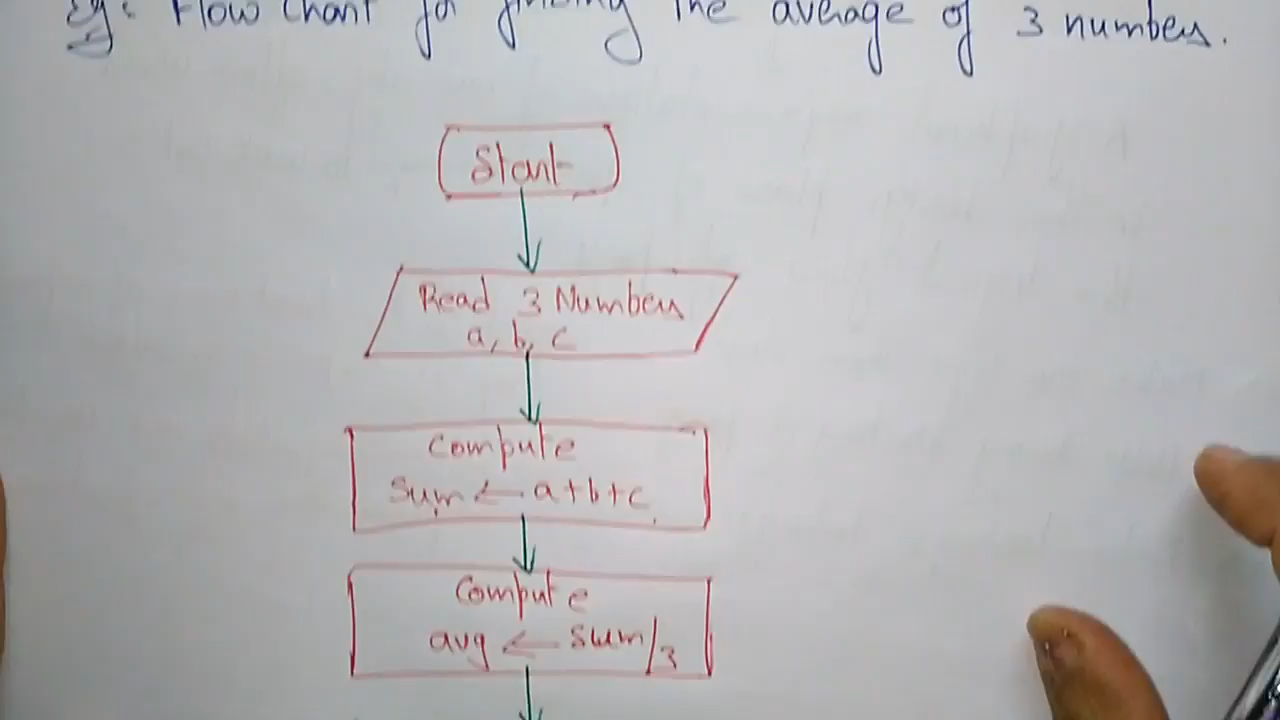 Eg: Flow chart for finding the average of 3 numbers.
Start
Read 3 Numbers
a, b, c
Compute
Sum ← a+b+c
Compute
avg ← sum/3